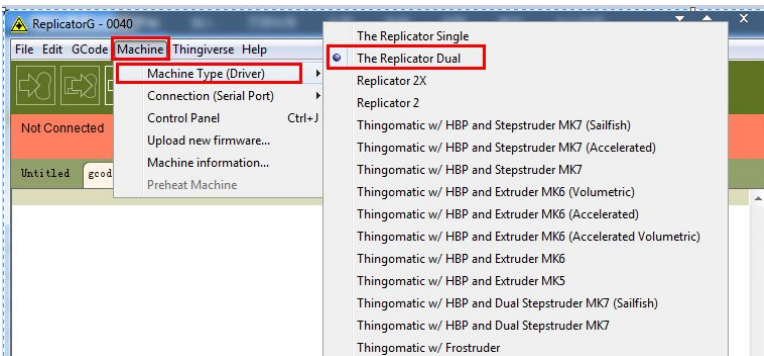 ReplicatorG - 0040
File Edit GCode Machine Thingiverse Help
Machine Type (Driver)
Connection (Serial Port)
Control Panel Ctrl+J
Upload new firmware...
Machine information...
Preheat Machine
Not Connected
Untitled gcod
The Replicator Single
The Replicator Dual
Replicator 2X
Replicator 2
Thingomatic w/ HBP and Stepstruder MK7 (Sailfish)
Thingomatic w/ HBP and Stepstruder MK7 (Accelerated)
Thingomatic w/ HBP and Stepstruder MK7
Thingomatic w/ HBP and Extruder MK6 (Volumetric)
Thingomatic w/ HBP and Extruder MK6 (Accelerated)
Thingomatic w/ HBP and Extruder MK6 (Accelerated Volumetric)
Thingomatic w/ HBP and Extruder MK6
Thingomatic w/ HBP and Extruder MK5
Thingomatic w/ HBP and Dual Stepstruder MK7 (Sailfish)
Thingomatic w/ HBP and Dual Stepstruder MK7
Thingomatic w/ Frostruder